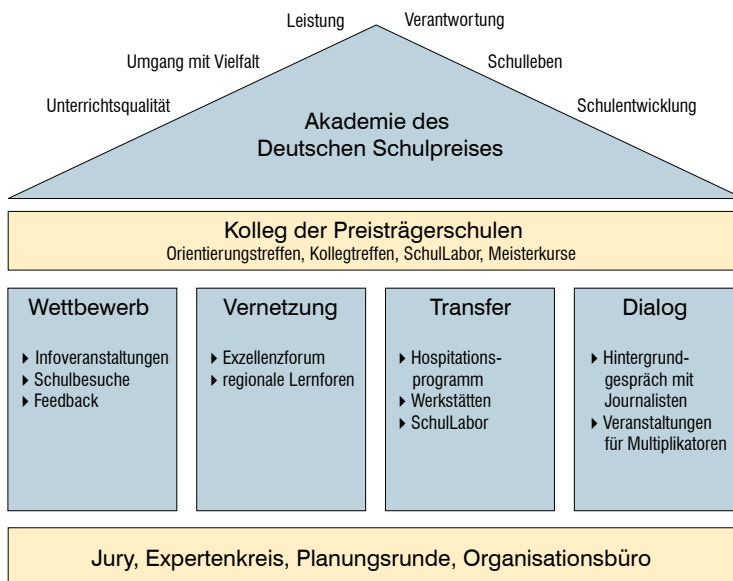 Leistung
Verantwortung
Umgang mit Vielfalt
Schulleben
Unterrichtsqualität
Schulentwicklung
Akademie des
Deutschen Schulpreises
Kolleg der Preisträgerschulen
Orientierungstreffen, Kollegtreffen, SchulLabor, Meisterkurse
Wettbewerb
Infoveranstaltungen
Schulbesuche
Feedback
Vernetzung
Exzellenzforum
regionale Lernforen
Transfer
Hospitations-
programm
Werkstätten
SchulLabor
Dialog
Hintergrund-
gespräch mit
Journalisten
Veranstaltungen
für Multiplikatoren
Jury, Expertenkreis, Planungsrunde, Organisationsbüro